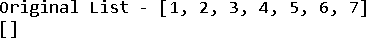 Original List - [1, 2, 3, 4, 5, 6, 7]
[]